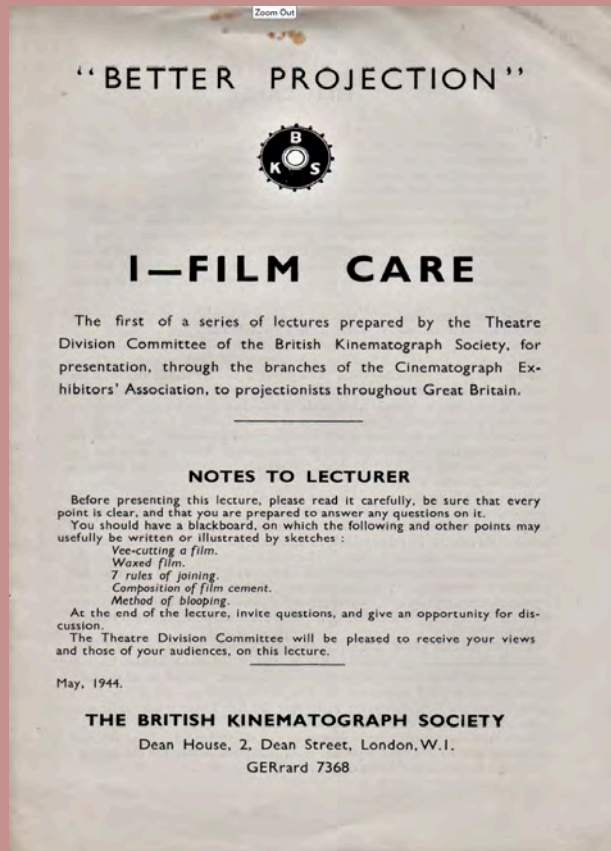 Zoom Out
"BETTER PROJECTION"
B
K S
I—FILM CARE
The first of a series of lectures prepared by the Theatre
Division Committee of the British Kinematograph Society, for
presentation, through the branches of the Cinematograph Ex-
hibitors' Association, to projectionists throughout Great Britain.
NOTES TO LECTURER
Before presenting this lecture, please read it carefully, be sure that every
point is clear, and that you are prepared to answer any questions on it.
You should have a blackboard, on which the following and other points may
usefully be written or illustrated by sketches :
Vee-cutting a film.
Waxed film.
7 rules of joining.
Composition of film cement.
Method of blooping.
At the end of the lecture, invite questions, and give an opportunity for dis-
cussion.
The Theatre Division Committee will be pleased to receive your views
and those of your audiences, on this lecture.
May, 1944.
THE BRITISH KINEMATOGRAPH SOCIETY
Dean House, 2, Dean Street, London, W.I.
GERrard 7368